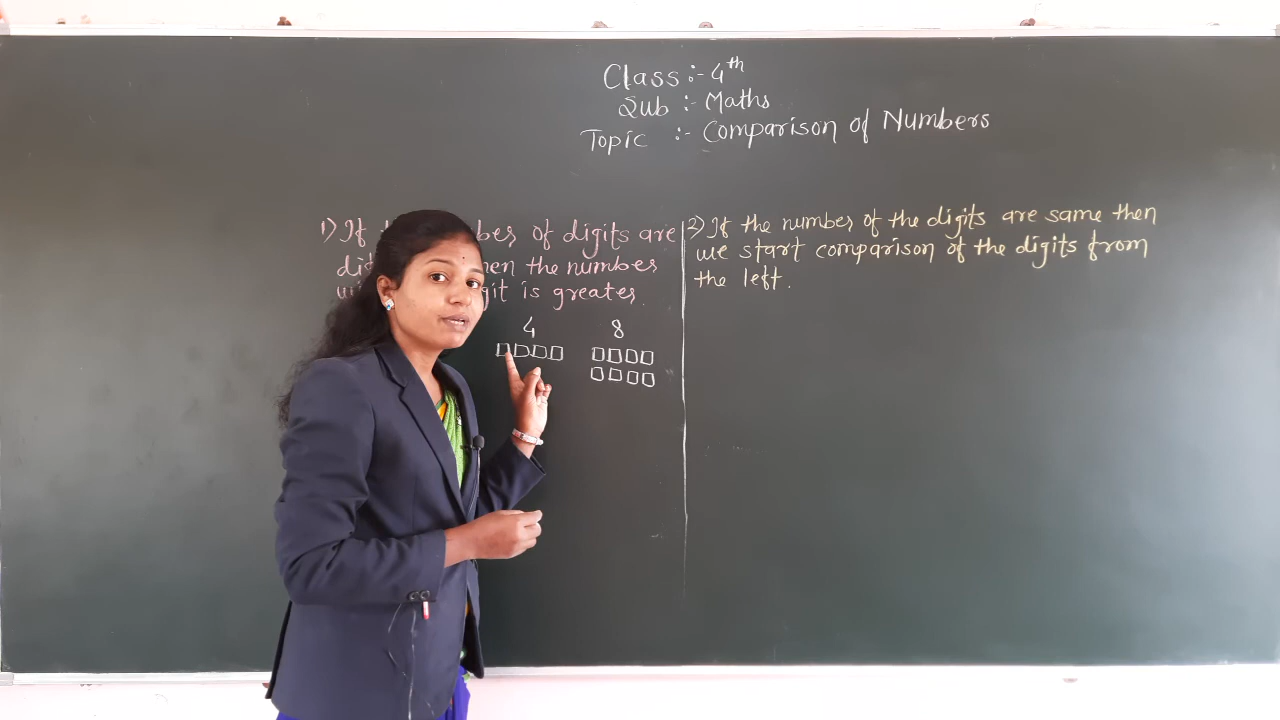 Class :- 4th
Sub :- Maths
Topic :- Comparison of Numbers
1) If of digits are
the number
is greater.
4 8
2) If the number of the digits are same then
we start comparison of the digits from
the left.